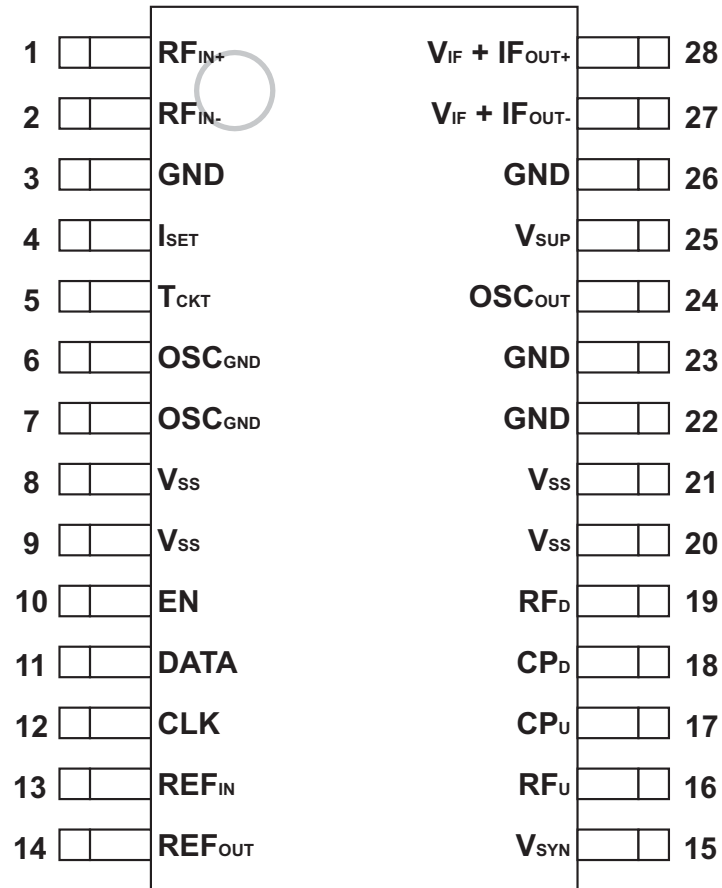 1 RFIN+ VIF + IFOUT+ 28
2 RFIN- VIF + IFOUT- 27
3 GND GND 26
4 ISET VSUP 25
5 TCKT OSCOUT 24
6 OSCGND GND 23
7 OSCGND GND 22
8 VSS VSS 21
9 VSS VSS 20
10 EN RFD 19
11 DATA CPD 18
12 CLK CPU 17
13 REFIN RFU 16
14 REFOUT VSYN 15